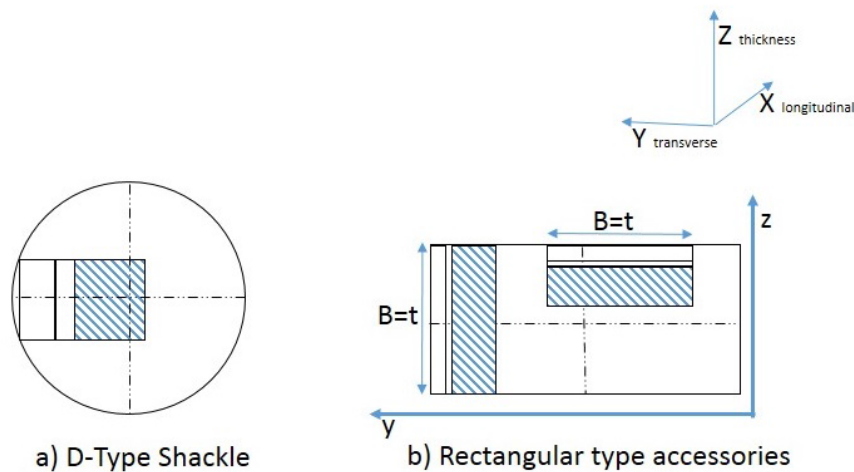 Z thickness
X longitudinal
Y transverse
B=t
z
B=t
y
a) D-Type Shackle
b) Rectangular type accessories